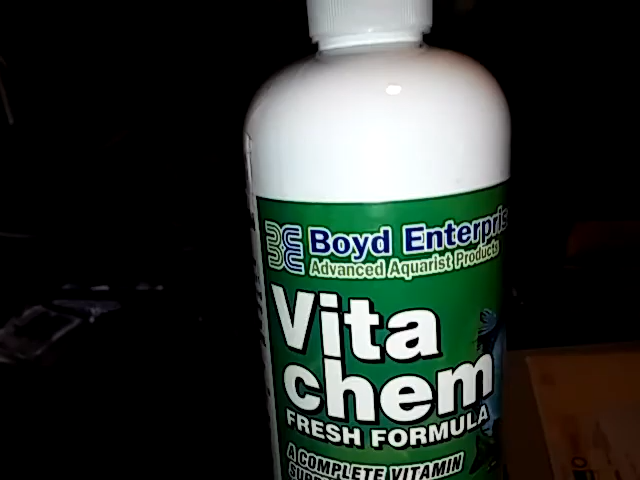 Boyd Enterpris
Advanced Aquarist Products
Vita
chem
FRESH FORMULA
A COMPLETE VITAMIN